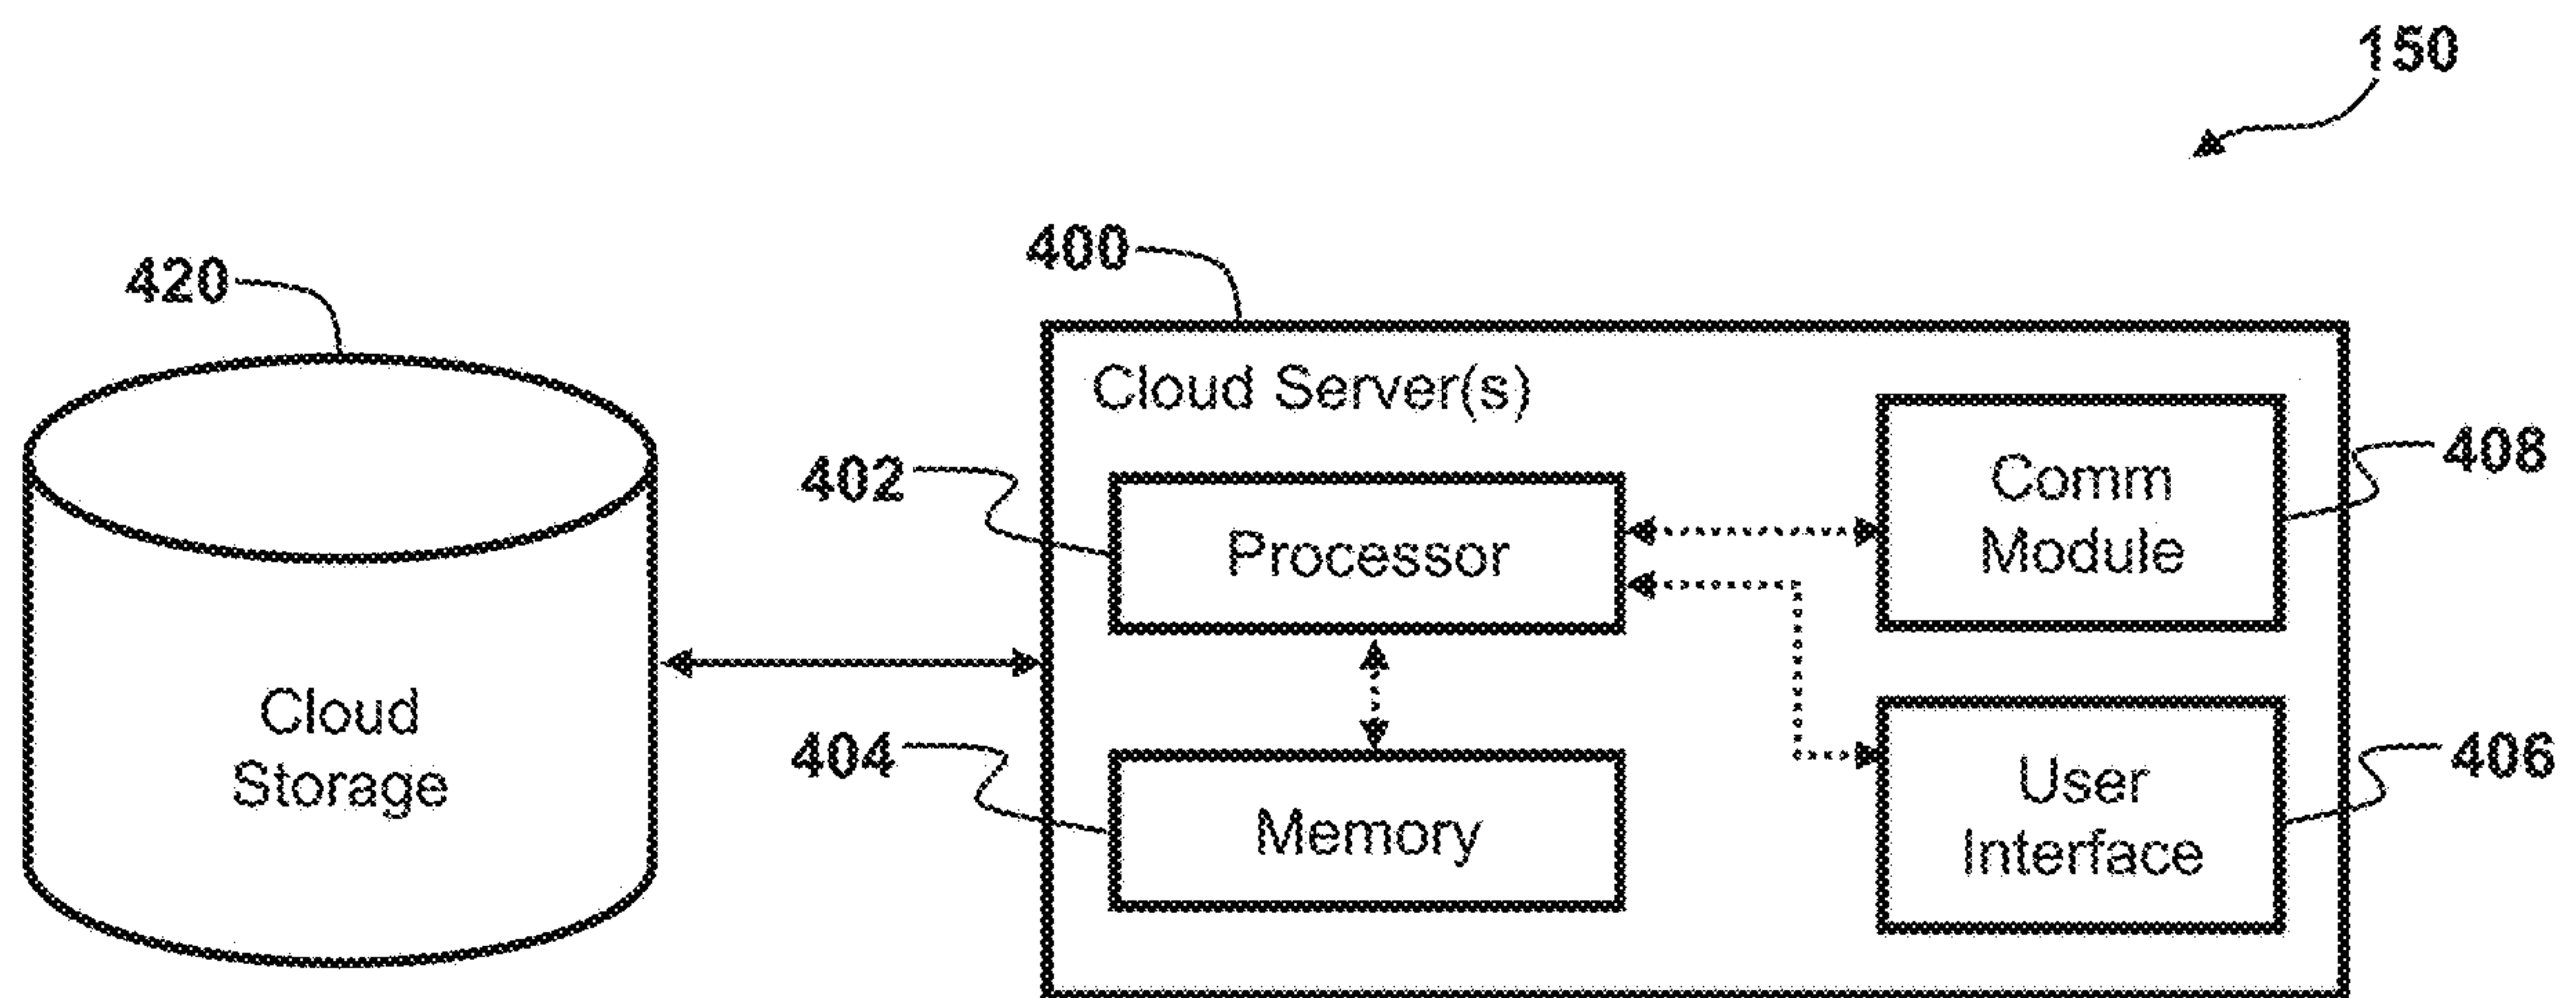 150
400
420
Cloud Server(s)
402
Processor
Comm
Module
408
Cloud
Storage
404
Memory
User
Interface
406